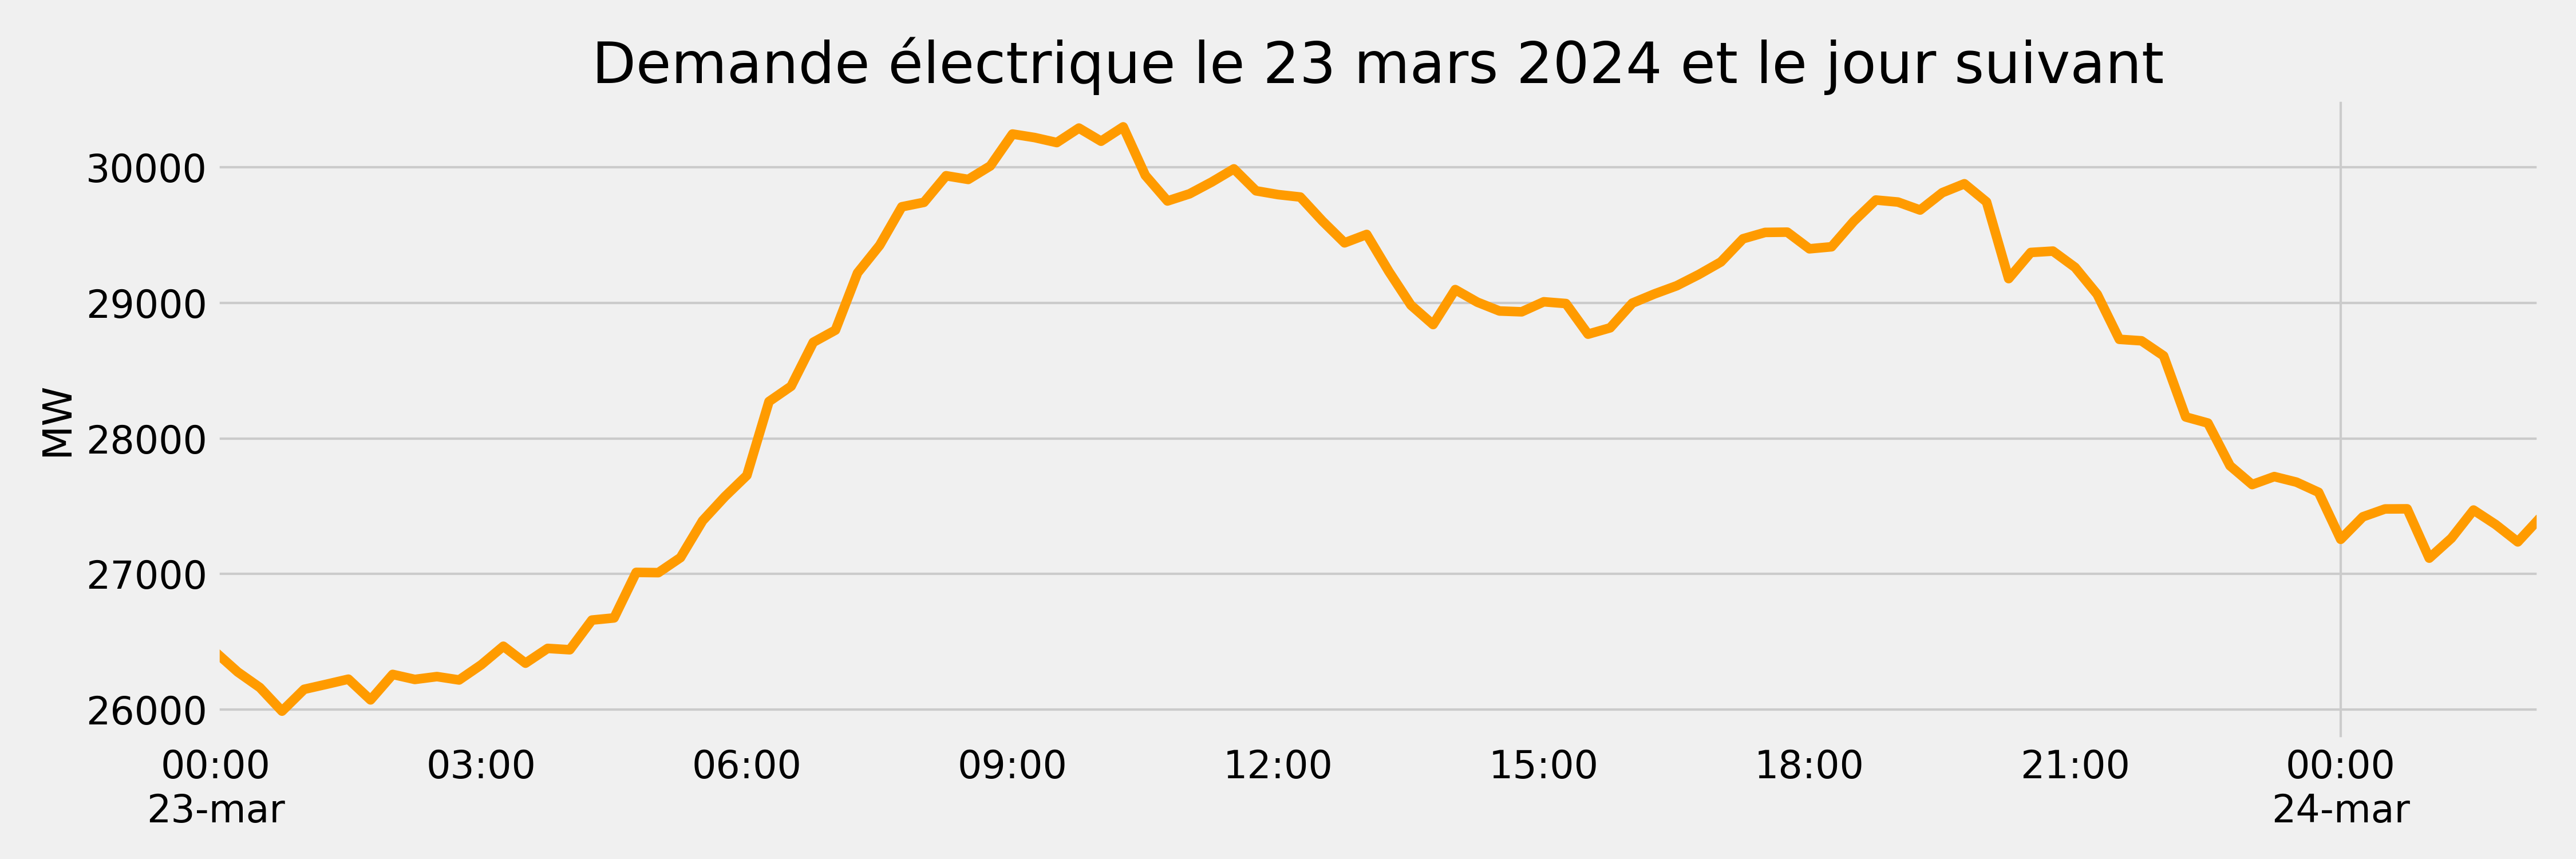 Demande électrique le 23 mars 2024 et le jour suivant
30000
29000
28000
27000
26000
MW
00:00 03:00 06:00 09:00 12:00 15:00 18:00 21:00 00:00
23-mar 24-mar